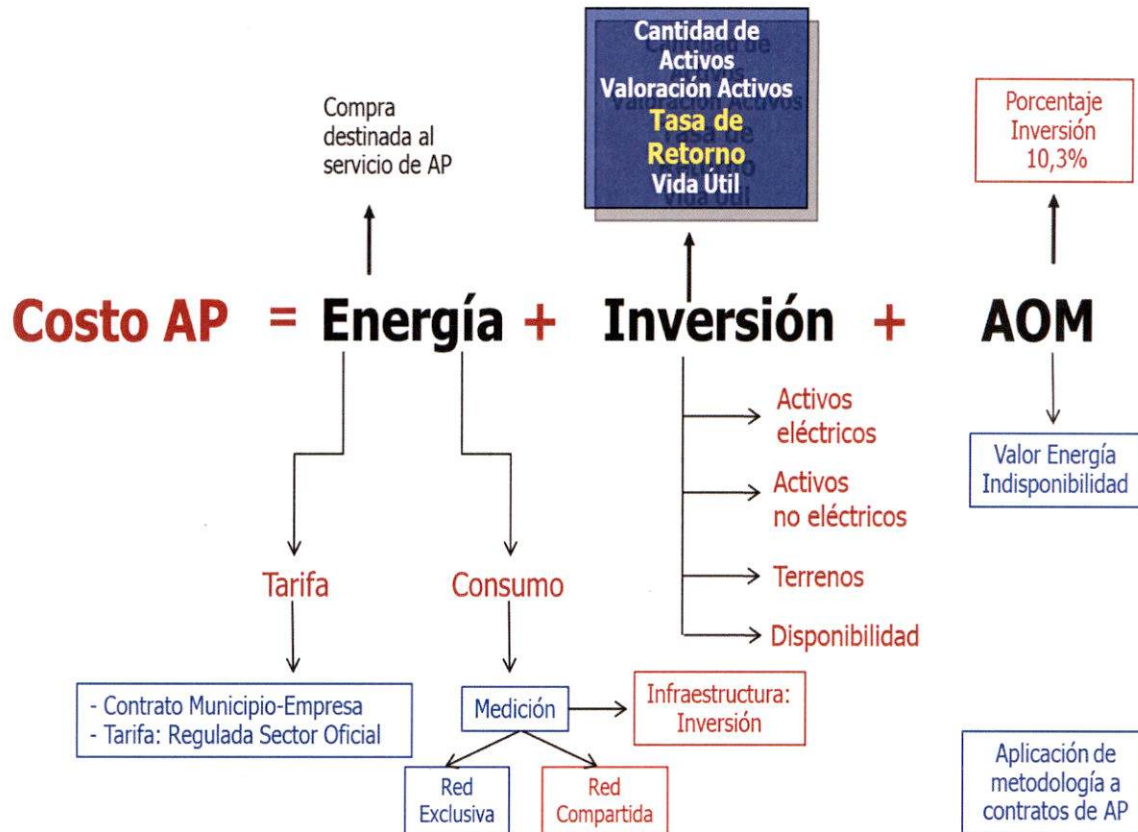 Cantidad de
Activos
Valoración Activos
Tasa de
Retorno
Vida Útil
Compra
destinada al
servicio de AP
Porcentaje
Inversión
10,3%
Costo AP = Energía + Inversión + AOM
Activos
eléctricos
Activos
no eléctricos
Terrenos
Disponibilidad
Valor Energía
Indisponibilidad
Tarifa
Consumo
- Contrato Municipio-Empresa
- Tarifa: Regulada Sector Oficial
Medición
Infraestructura:
Inversión
Red
Exclusiva
Red
Compartida
Aplicación de
metodología a
contratos de AP